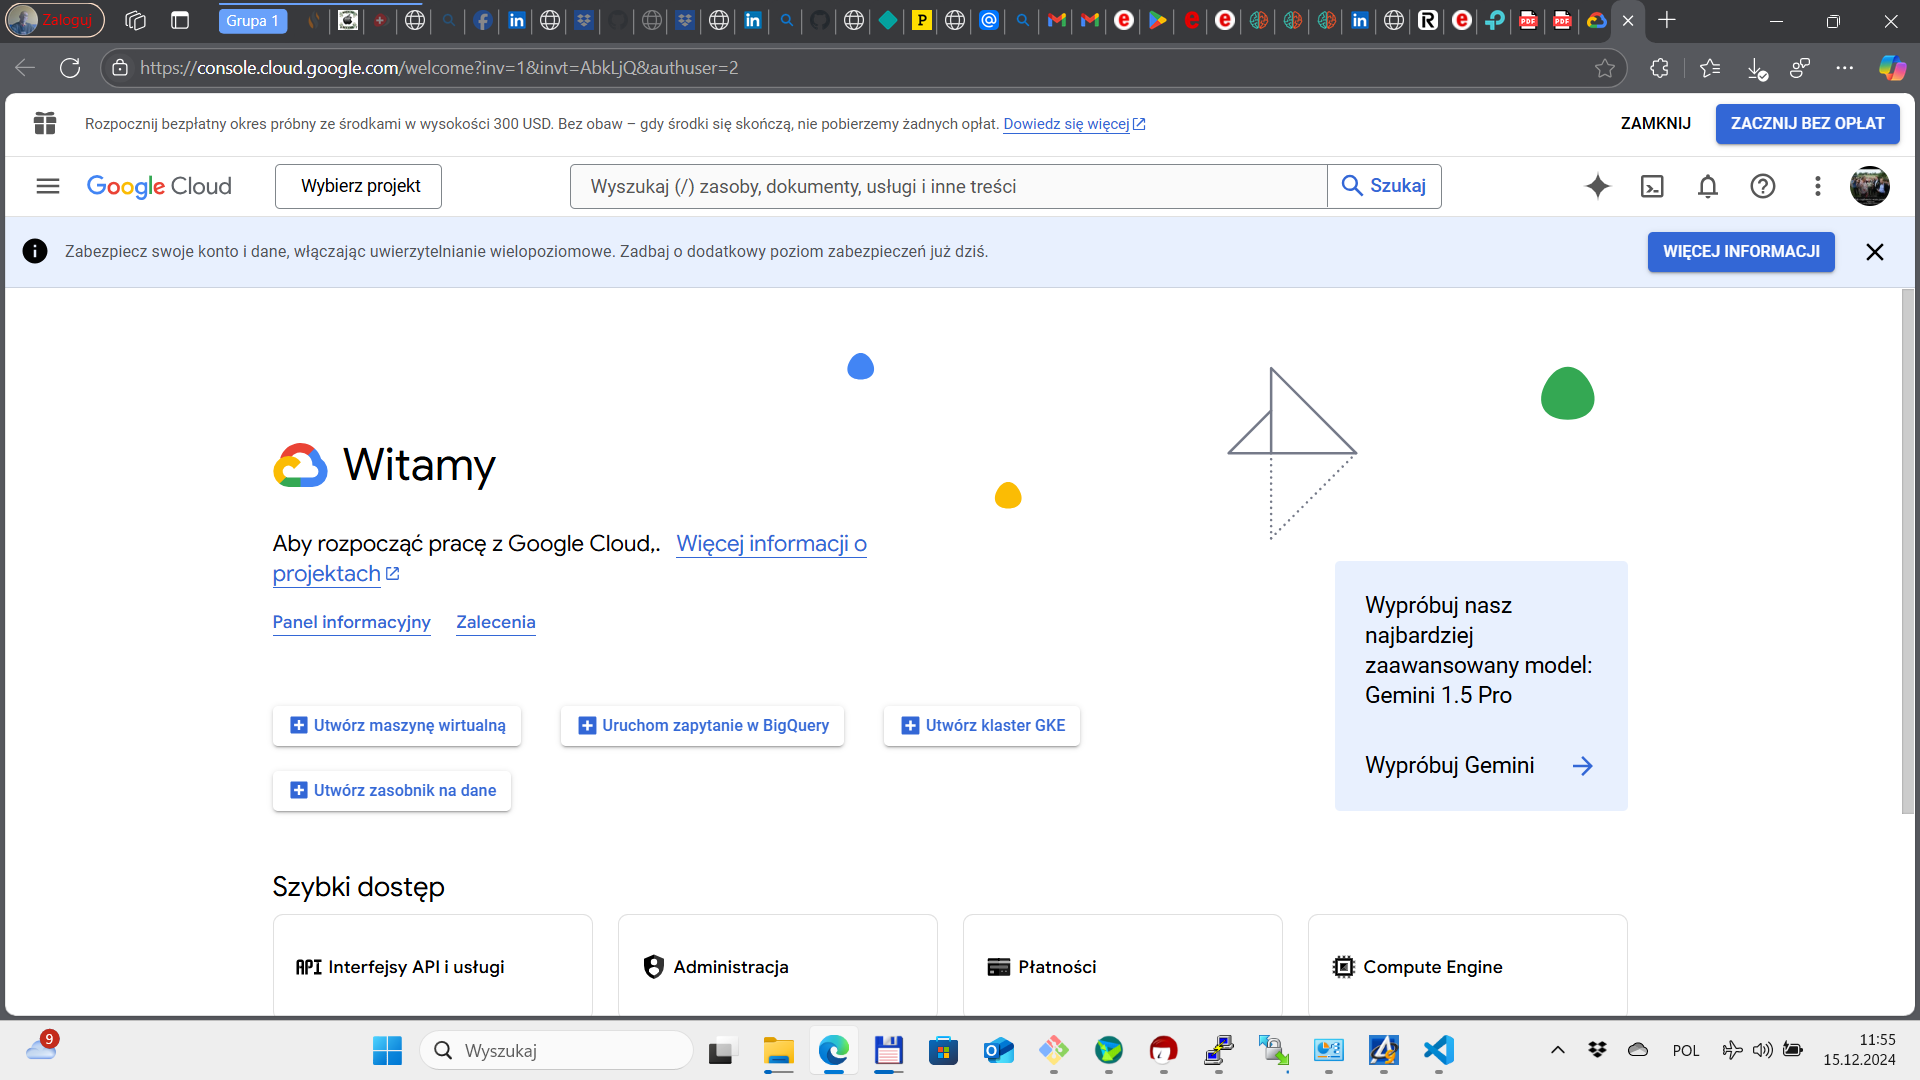 Zaloguj
Grupa 1
https://console.cloud.google.com/welcome?inv=1&invt=AbkLjQ&authuser=2
Rozpocznij bezpłatny okres próbny ze środkami w wysokości 300 USD. Bez obaw – gdy środki się skończą, nie pobierzemy żadnych opłat. Dowiedz się więcej
ZAMKNIJ
ZACZNIJ BEZ OPŁAT
Google Cloud
Wybierz projekt
Wyszukaj (/) zasoby, dokumenty, usługi i inne treści
Szukaj
Zabezpiecz swoje konto i dane, włączając uwierzytelnianie wielopoziomowe. Zadbaj o dodatkowy poziom zabezpieczeń już dziś.
WIĘCEJ INFORMACJI
Witamy
Aby rozpocząć pracę z Google Cloud,. Więcej informacji o
projektach
Panel informacyjny
Zalecenia
Wypróbuj nasz
najbardziej
zaawansowany model:
Gemini 1.5 Pro
Wypróbuj Gemini
Utwórz maszynę wirtualną
Uruchom zapytanie w BigQuery
Utwórz klaster GKE
Utwórz zasobnik na dane
Szybki dostęp
API Interfejsy API i usługi
Administracja
Płatności
Compute Engine
9
Wyszukaj
POL
11:55
15.12.2024